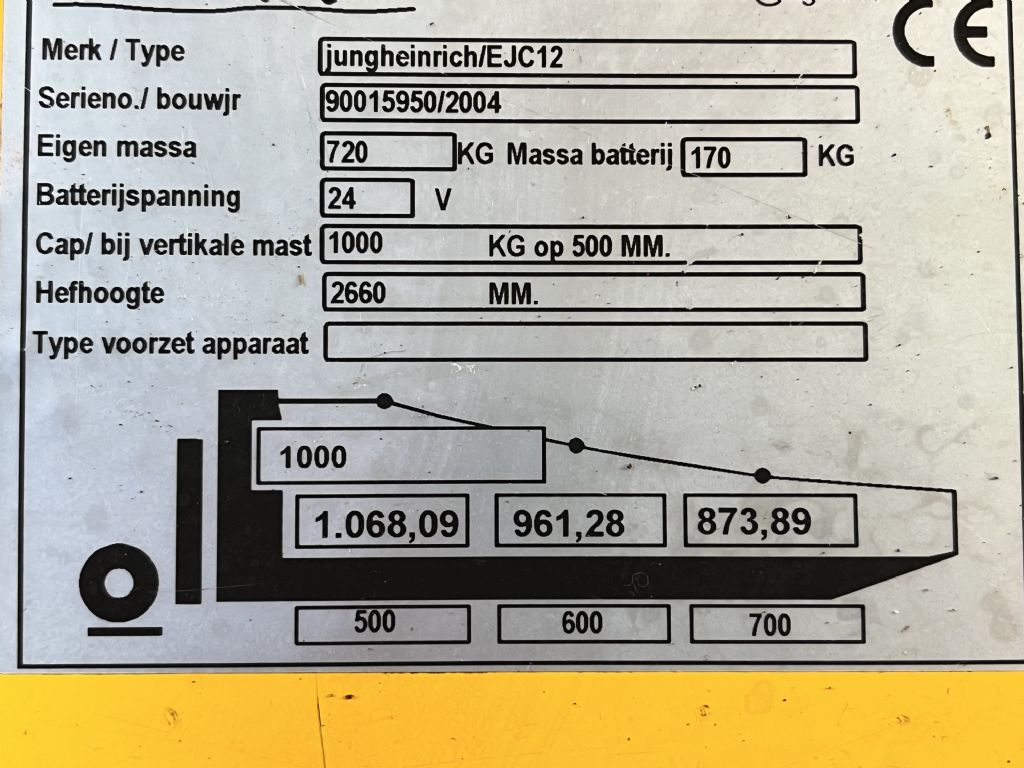 CE
Merk / Type jungheinrich/EJC12
Serieno./ bouwjr 90015950/2004
Eigen massa 720 KG Massa batterij 170 KG
Batterijspanning 24 V
Cap/ bij vertikale mast 1000 KG op 500 MM.
Hefhoogte 2660 MM.
Type voorzet apparaat
1000
1.068,09 961,28 873,89
500 600 700